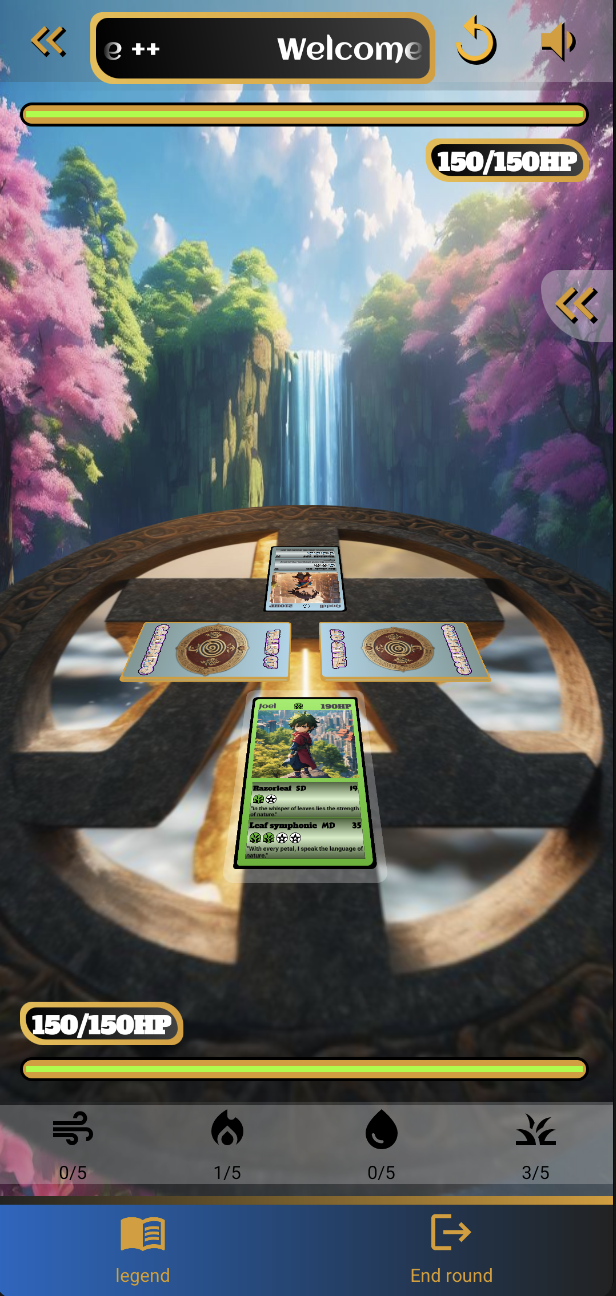 e ++ Welcome
150/150HP
Joel 190HP
Razorleaf SD 19
"In the whisper of leaves lies the strength
of nature."
Leaf symphonie MD 35
"With every petal, I speak the language of
nature."
150/150HP
0/5 1/5 0/5 3/5
legend End round